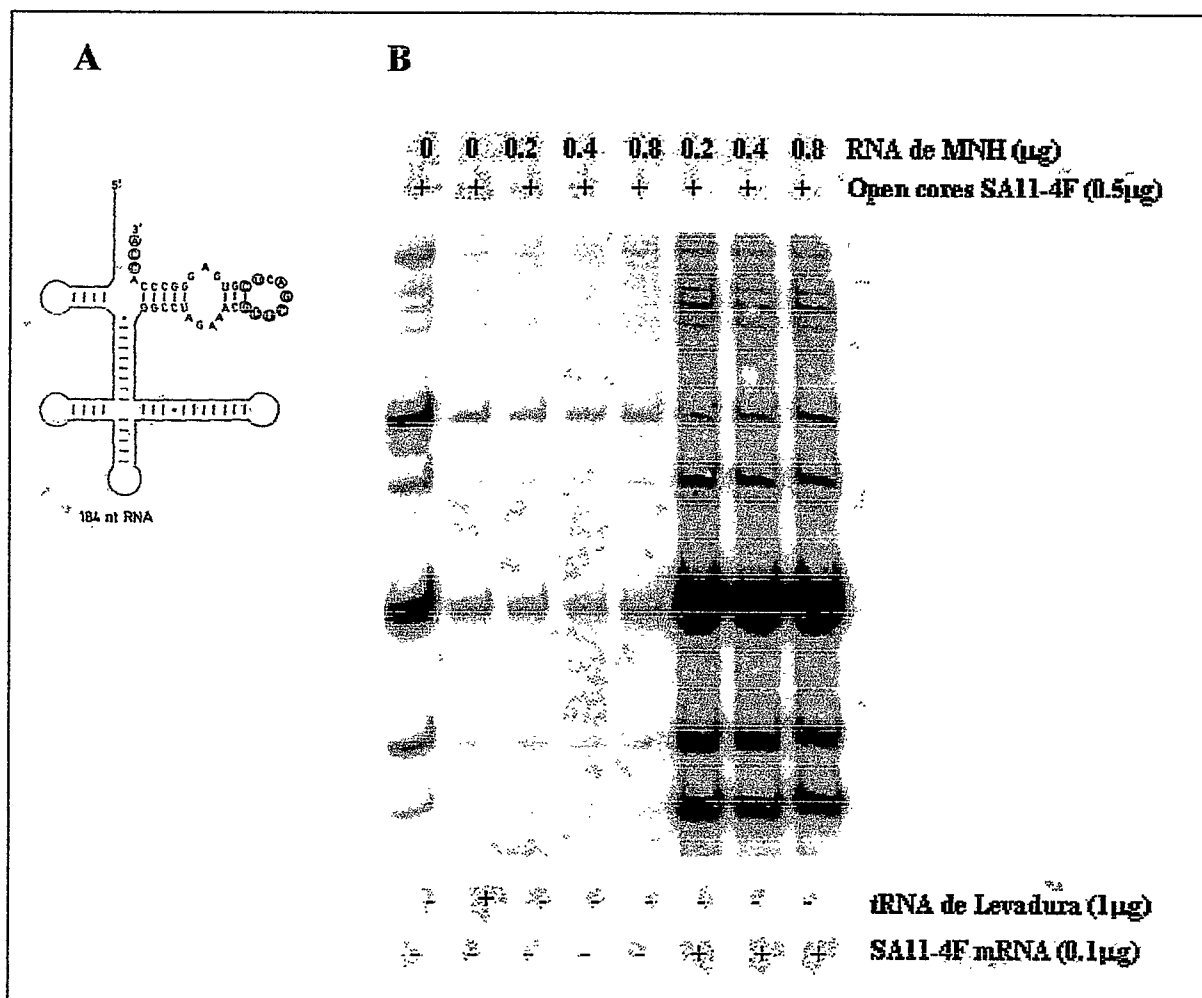 A
B
0 0 0.2 0.4 0.8 0.2 0.4 0.8 RNA de MNH (µg)
+ + + + + + + + Open cores SA11-4F (0.5µg)
5'
3'
184 nt RNA
- + - - - - - - tRNA de Levadura (1µg)
- - - - - + + + SA11-4F mRNA (0.1µg)